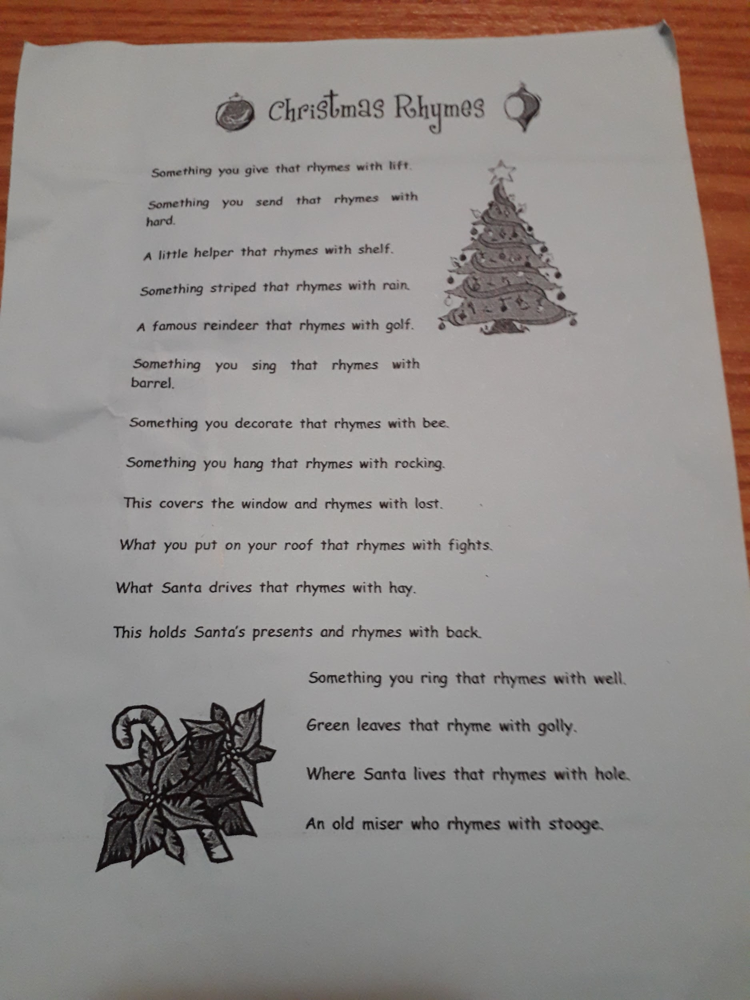 Christmas Rhymes
Something you give that rhymes with lift.
Something you send that rhymes with
hard.
A little helper that rhymes with shelf.
Something striped that rhymes with rain.
A famous reindeer that rhymes with golf.
Something you sing that rhymes with
barrel.
Something you decorate that rhymes with bee.
Something you hang that rhymes with rocking.
This covers the window and rhymes with lost.
What you put on your roof that rhymes with fights.
What Santa drives that rhymes with hay.
This holds Santa's presents and rhymes with back.
Something you ring that rhymes with well.
Green leaves that rhyme with golly.
Where Santa lives that rhymes with hole.
An old miser who rhymes with stooge.